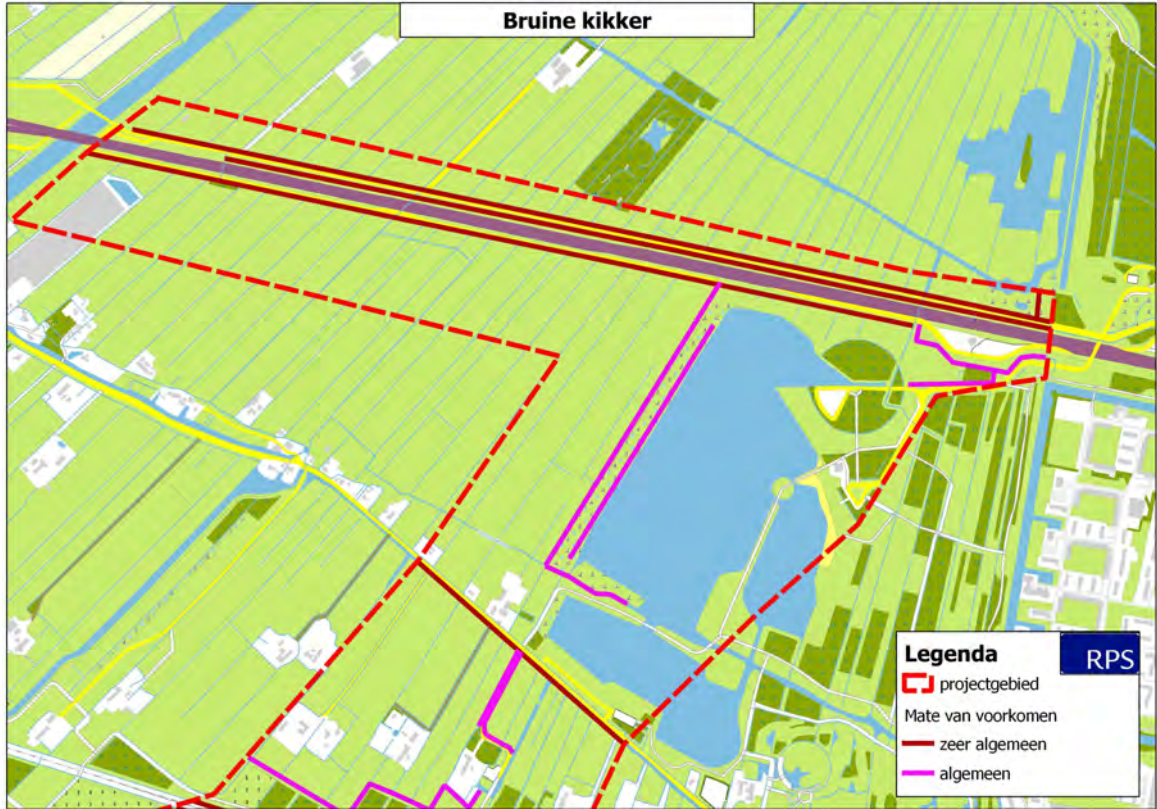 Bruine kikker
Legenda
RPS
projectgebied
Mate van voorkomen
zeer algemeen
algemeen